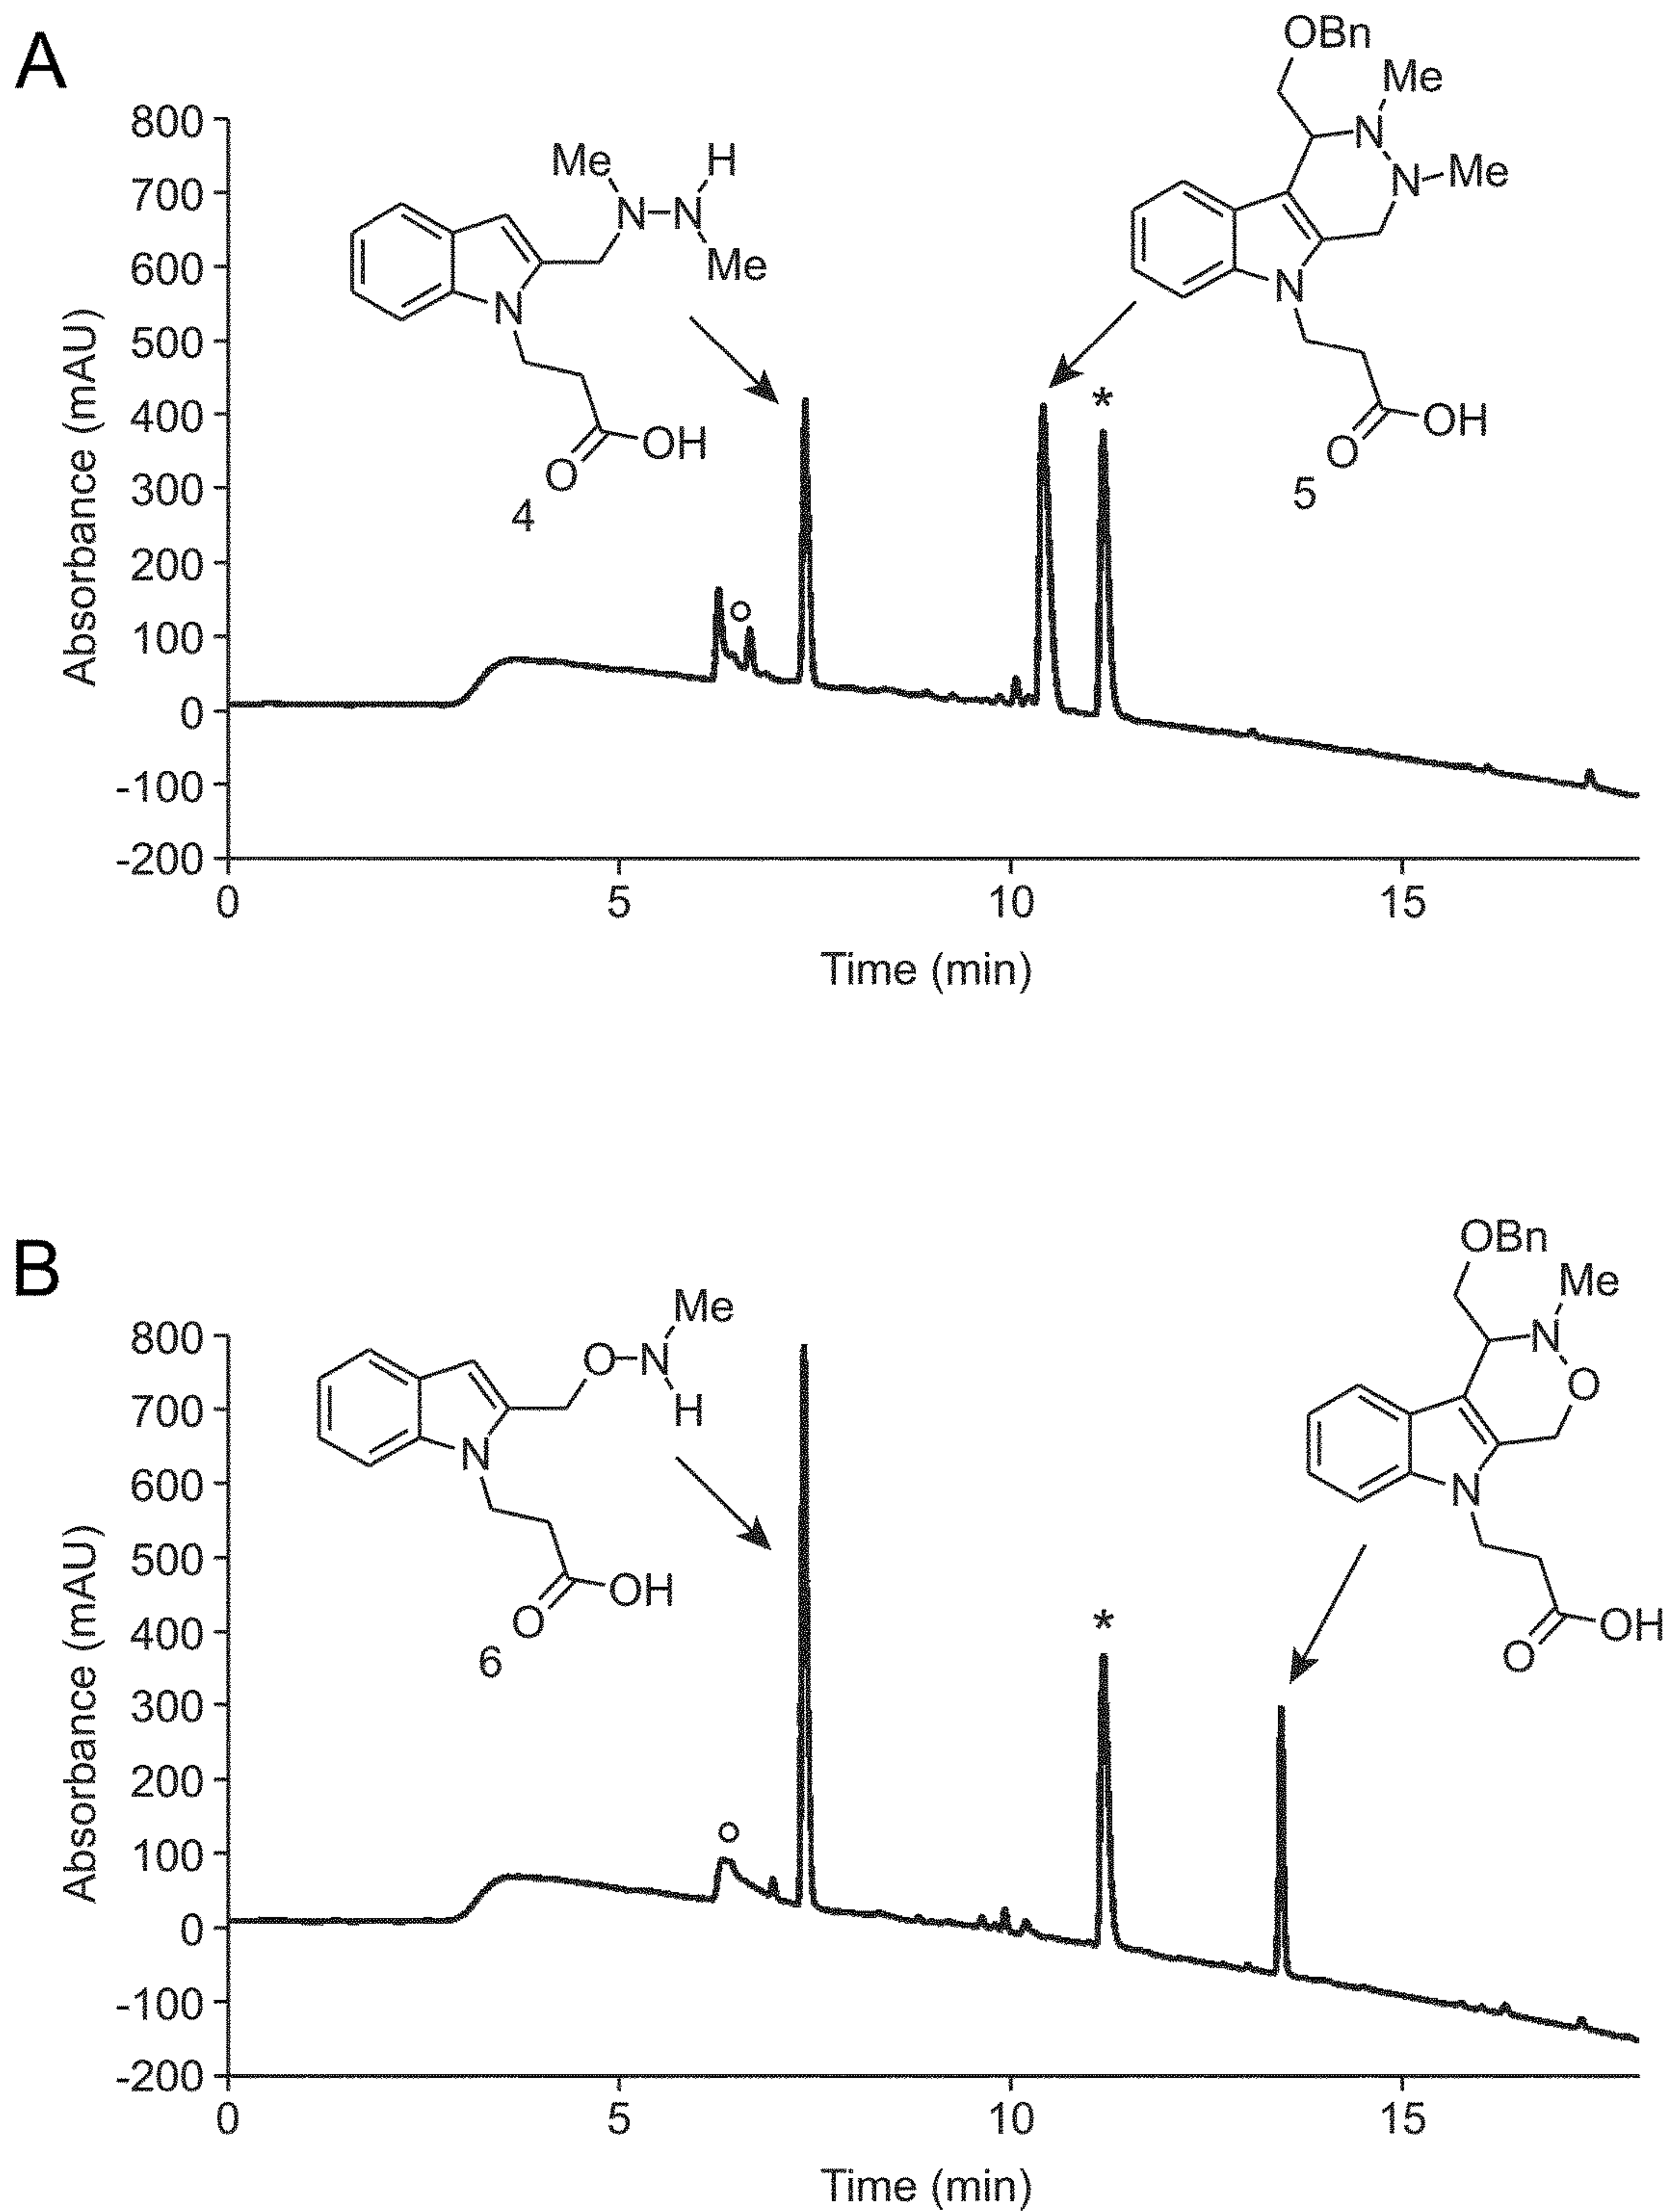 A
OBn
Me
N
N
Me
N
O
OH
5
Me
H
N
N
Me
N
O
OH
4
*
o
800
700
600
500
400
300
200
100
0
-100
-200
Absorbance (mAU)
0 5 10 15
Time (min)
B
OBn
Me
N
O
N
O
OH
Me
O
N
H
N
O
OH
6
*
o
800
700
600
500
400
300
200
100
0
-100
-200
Absorbance (mAU)
0 5 10 15
Time (min)